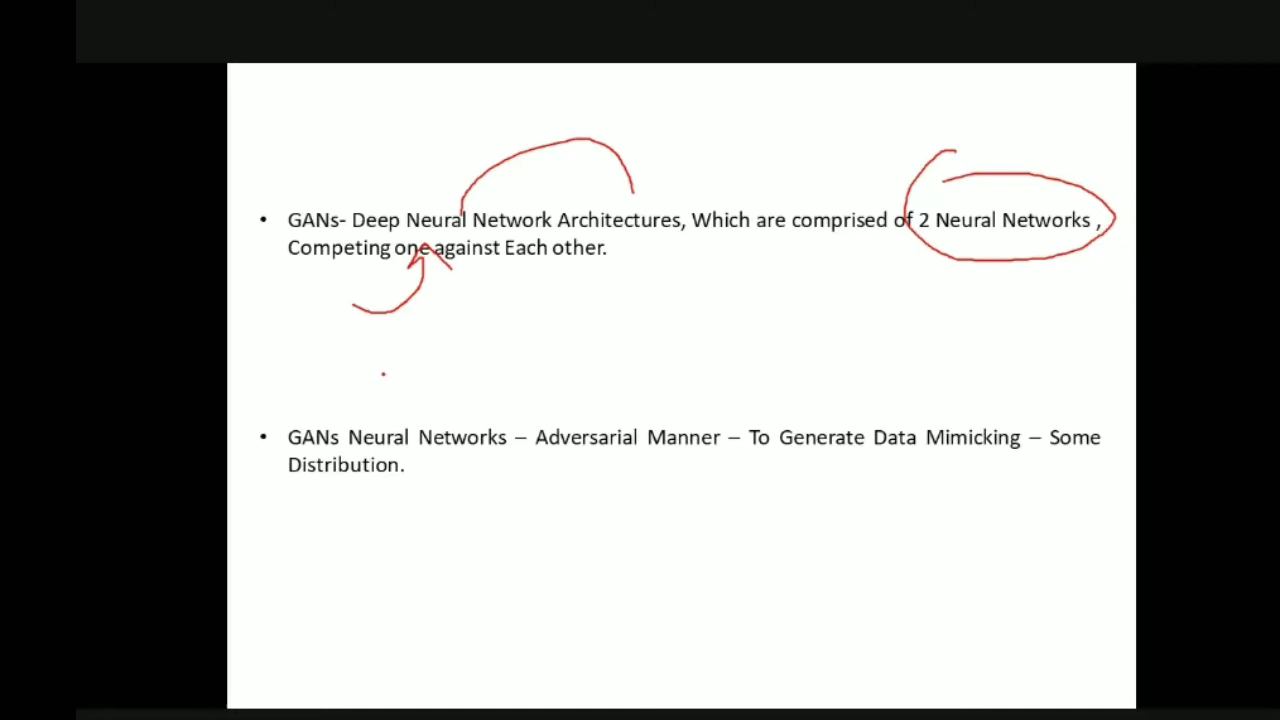 • GANs- Deep Neural Network Architectures, Which are comprised of 2 Neural Networks ,
Competing one against Each other.
• GANs Neural Networks – Adversarial Manner – To Generate Data Mimicking – Some
Distribution.